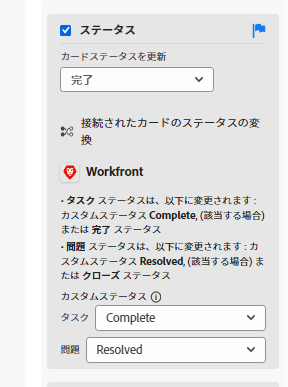 ステータス
カードステータスを更新
完了
接続されたカードのステータスの変
換
Workfront
• タスク ステータスは、以下に変更されます :
カスタムステータス Complete, (該当する場合)
または 完了 ステータス
• 問題 ステータスは、以下に変更されます : カ
スタムステータス Resolved, (該当する場合) ま
たは クローズ ステータス
カスタムステータス
タスク Complete
問題 Resolved